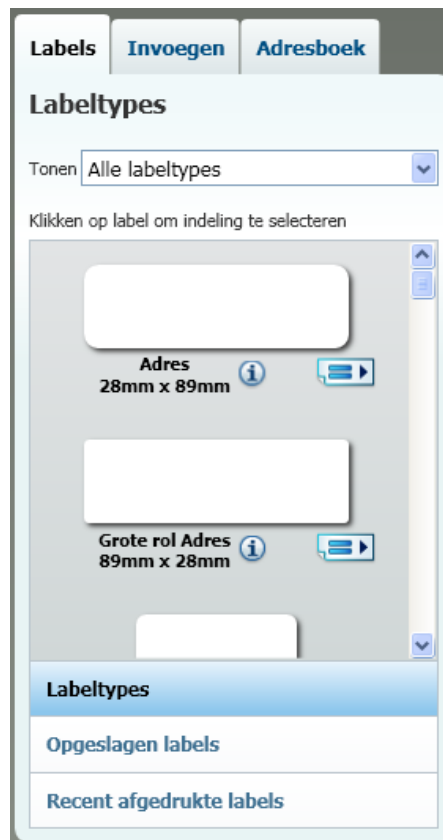 Labels Invoegen Adresboek
Labeltypes
Tonen Alle labeltypes
Klikken op label om indeling te selecteren
Adres
28mm x 89mm
Grote rol Adres
89mm x 28mm
Labeltypes
Opgeslagen labels
Recent afgedrukte labels